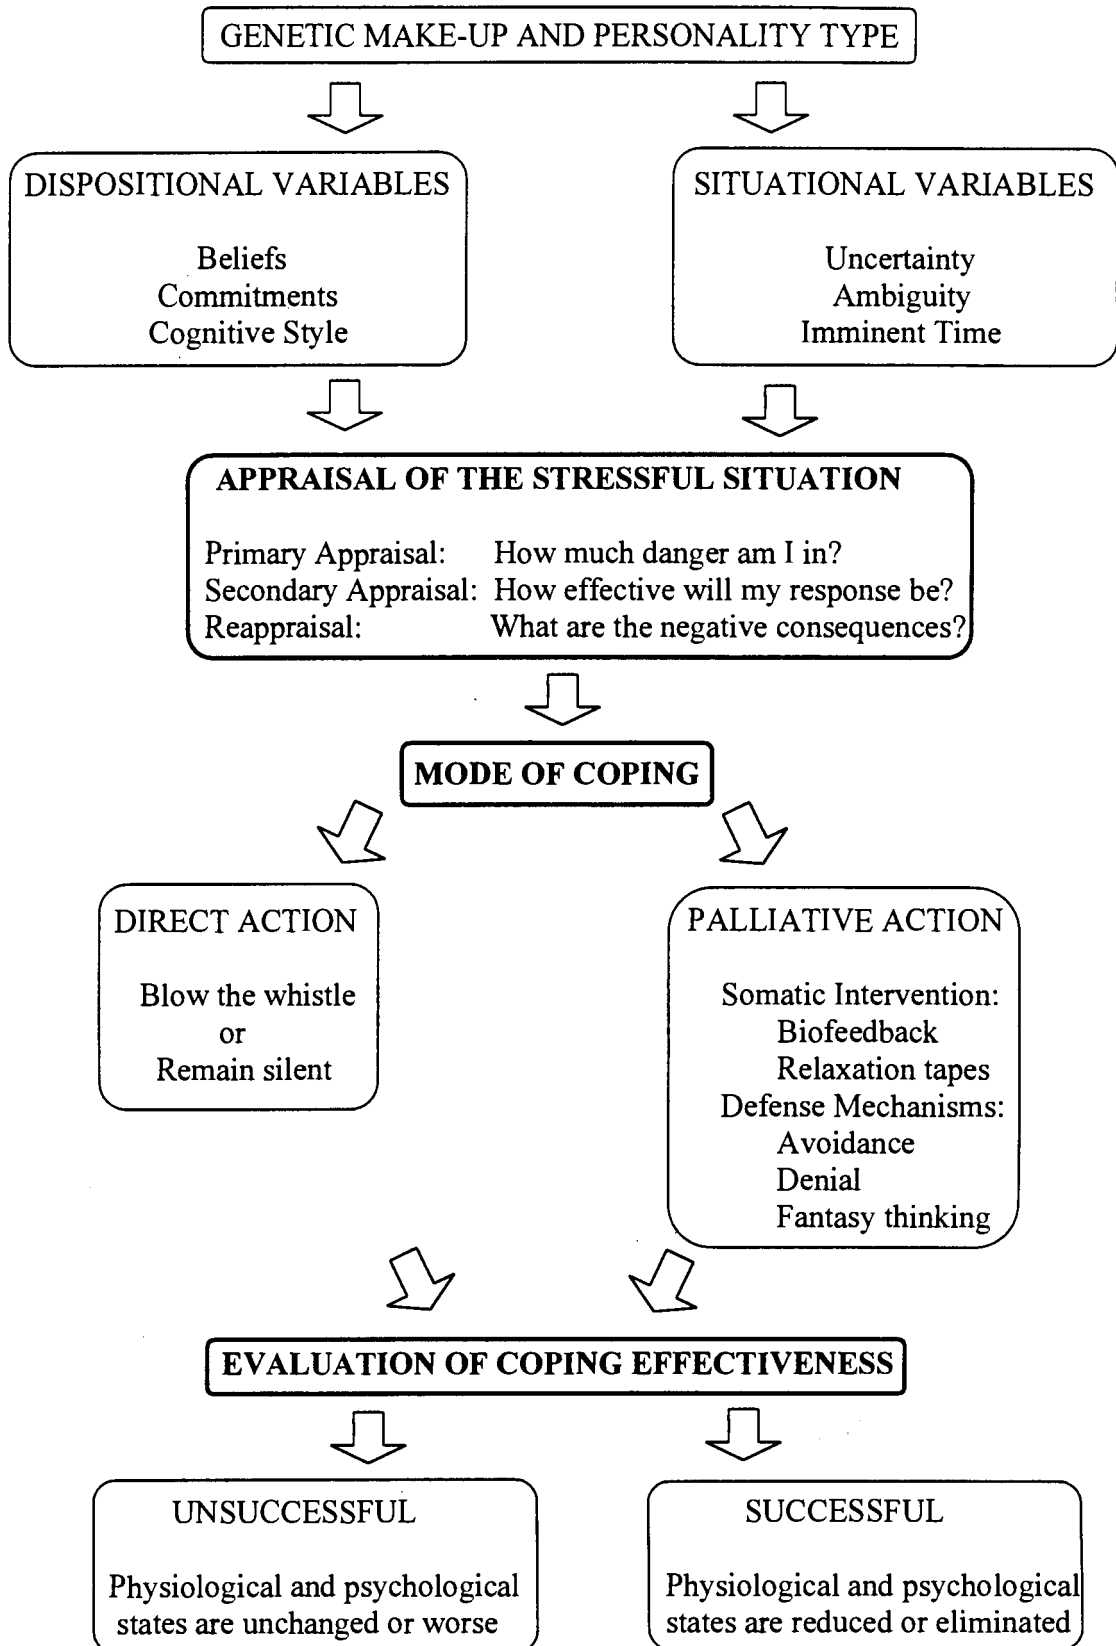 GENETIC MAKE-UP AND PERSONALITY TYPE
DISPOSITIONAL VARIABLES
Beliefs
Commitments
Cognitive Style
SITUATIONAL VARIABLES
Uncertainty
Ambiguity
Imminent Time
APPRAISAL OF THE STRESSFUL SITUATION
Primary Appraisal: How much danger am I in?
Secondary Appraisal: How effective will my response be?
Reappraisal: What are the negative consequences?
MODE OF COPING
DIRECT ACTION
Blow the whistle
or
Remain silent
PALLIATIVE ACTION
Somatic Intervention:
Biofeedback
Relaxation tapes
Defense Mechanisms:
Avoidance
Denial
Fantasy thinking
EVALUATION OF COPING EFFECTIVENESS
UNSUCCESSFUL
Physiological and psychological
states are unchanged or worse
SUCCESSFUL
Physiological and psychological
states are reduced or eliminated